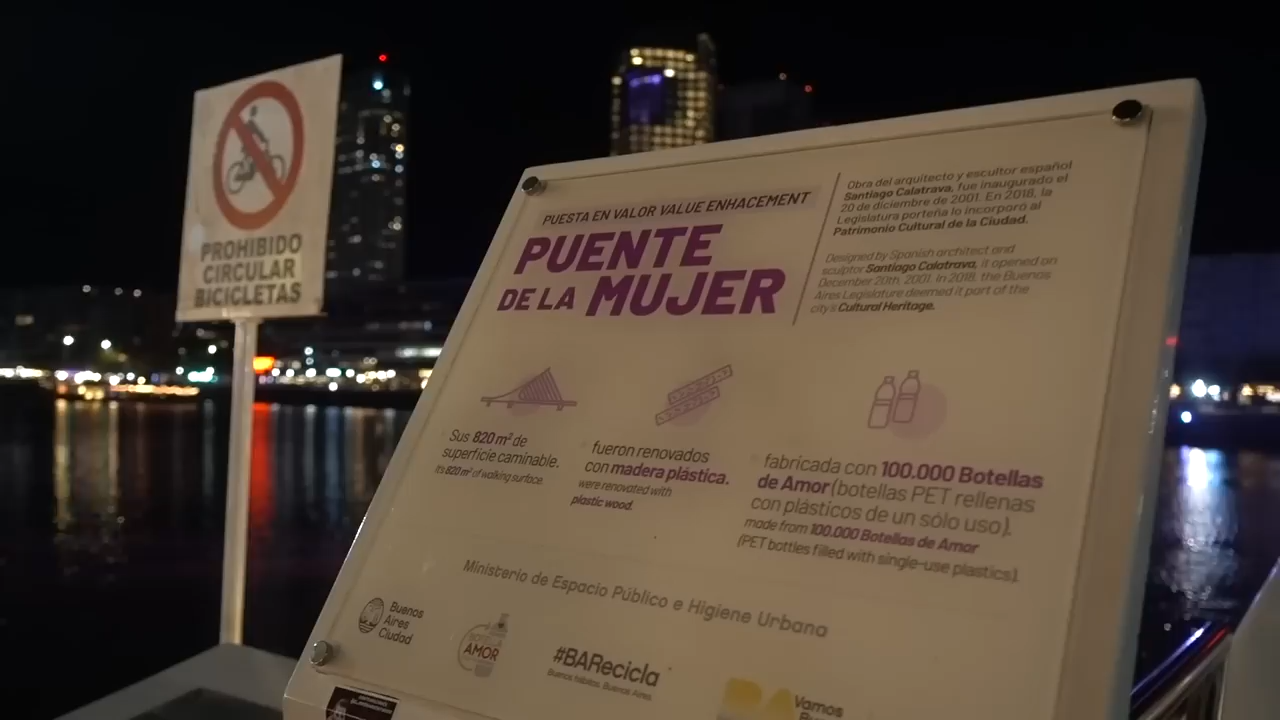 PROHIBIDO
CIRCULAR
BICICLETAS
PUESTA EN VALOR VALUE ENHACEMENT
PUENTE
DE LA MUJER
Obra del arquitecto y escultor español
Santiago Calatrava, fue inaugurado el
20 de diciembre de 2001. En 2018, la
Legislatura porteña lo incorporó al
Patrimonio Cultural de la Ciudad.
Designed by Spanish architect and
sculptor Santiago Calatrava, it opened on
December 20th, 2001. In 2018, the Buenos
Aires Legislature deemed it part of the
city's Cultural Heritage.
Sus 820 m² de
superficie caminable.
It's 820 m² of walking surface.
fueron renovados
con madera plástica.
were renovated with
plastic wood.
fabricada con 100.000 Botellas
de Amor (botellas PET rellenas
con plásticos de un sólo uso).
made from 100.000 Botellas de Amor
(PET bottles filled with single-use plastics).
Ministerio de Espacio Público e Higiene Urbana
Buenos
Aires
Ciudad
BOTELLA
AMOR
#BARecicla
Buenos hábitos. Buenos Aires.
BA
Vamos